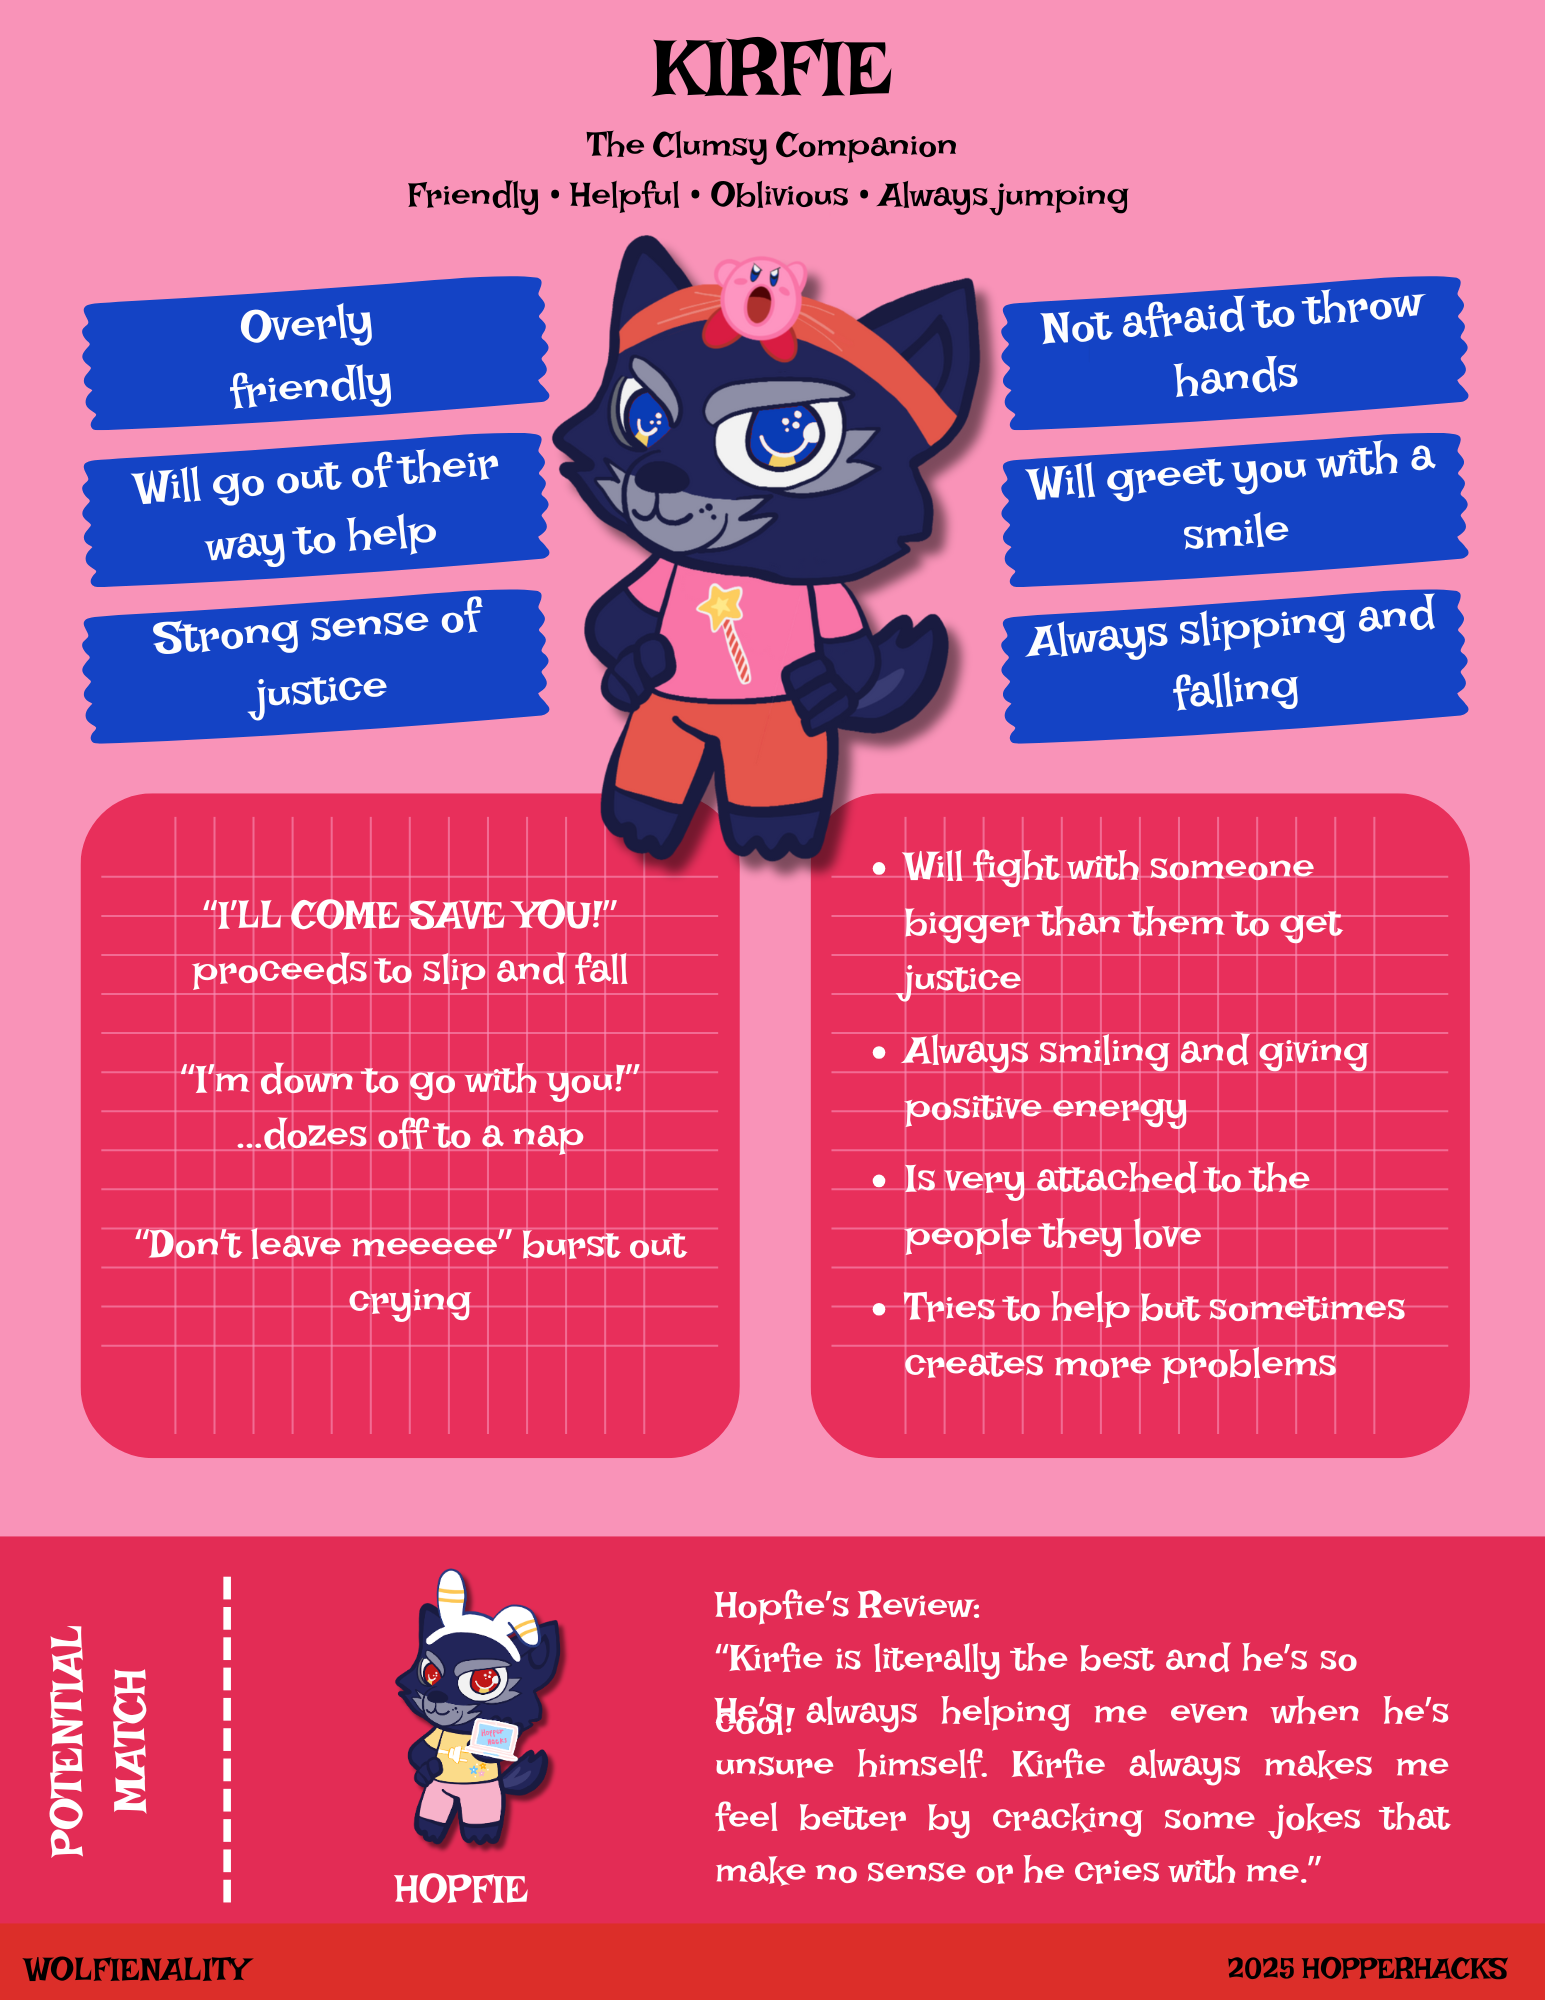 KIRFIE
The Clumsy Companion
Friendly • Helpful • Oblivious • Always jumping
Overly
friendly
Will go out of their
way to help
Strong sense of
justice
Not afraid to throw
hands
Will greet you with a
smile
Always slipping and
falling
“I'LL COME SAVE YOU!”
proceeds to slip and fall
“I'm down to go with you!”
...dozes off to a nap
“Don't leave meeeee” burst out
crying
• Will fight with someone
bigger than them to get
justice
• Always smiling and giving
positive energy
• Is very attached to the
people they love
• Tries to help but sometimes
creates more problems
POTENTIAL
MATCH
HOPPER
HACKS
HOPFIE
Hopfie's Review:
“Kirfie is literally the best and he's so
cool!
He's always helping me even when he's
unsure himself. Kirfie always makes me
feel better by cracking some jokes that
make no sense or he cries with me.”
WOLFIENALITY
2025 HOPPERHACKS